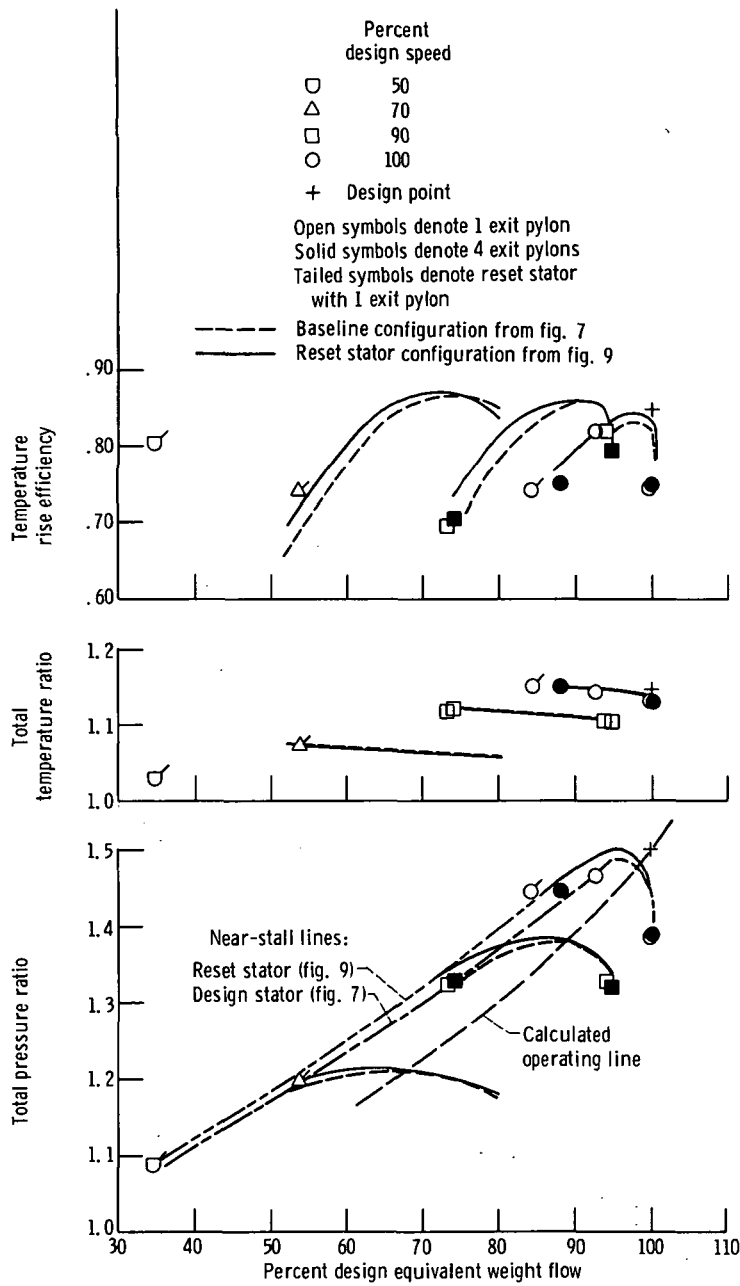 Percent
design speed
50
70
90
100
+ Design point
Open symbols denote 1 exit pylon
Solid symbols denote 4 exit pylons
Tailed symbols denote reset stator
with 1 exit pylon
Baseline configuration from fig. 7
Reset stator configuration from fig. 9
Temperature
rise efficiency
.90
.80
.70
.60
Total
temperature ratio
1.2
1.1
1.0
Total pressure ratio
1.5
1.4
1.3
1.2
1.1
1.0
Near-stall lines:
Reset stator (fig. 9)
Design stator (fig. 7)
Calculated
operating line
30 40 50 60 70 80 90 100 110
Percent design equivalent weight flow